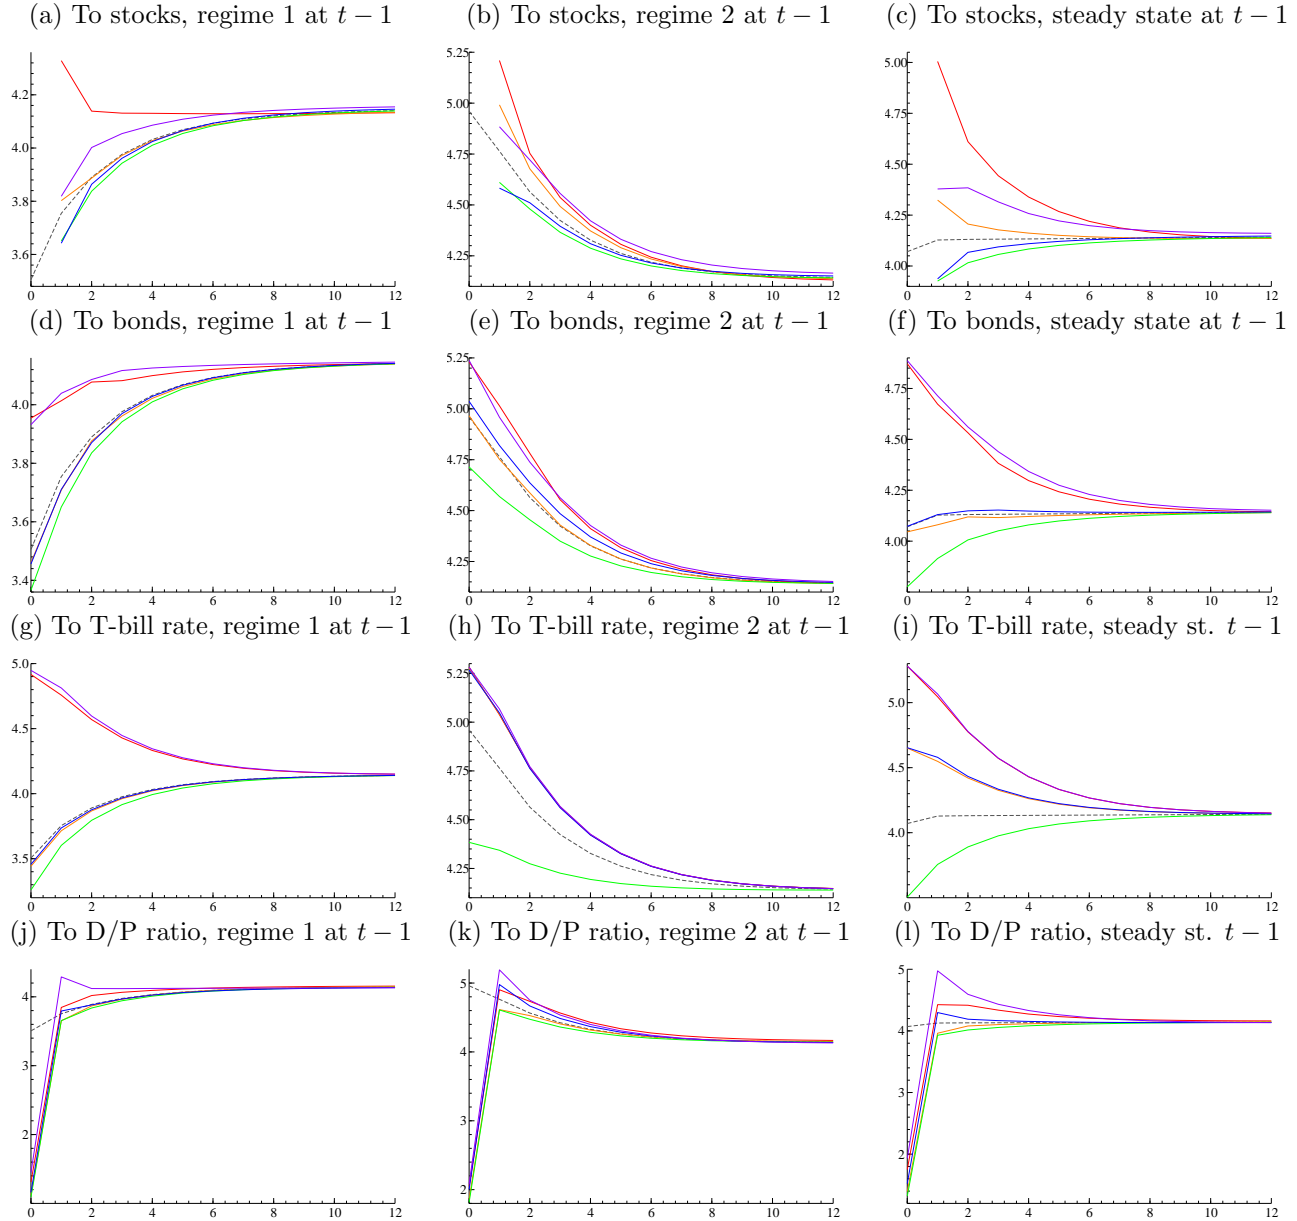 (a) To stocks, regime 1 at t − 1
(b) To stocks, regime 2 at t − 1
(c) To stocks, steady state at t − 1
4.2
4.0
3.8
3.6
0 2 4 6 8 10 12
5.25
5.00
4.75
4.50
4.25
0 2 4 6 8 10 12
5.00
4.50
4.25
4.00
0 2 4 6 8 10 12
(d) To bonds, regime 1 at t − 1
(e) To bonds, regime 2 at t − 1
(f) To bonds, steady state at t − 1
4.0
3.8
3.6
3.4
0 2 4 6 8 10 12
5.25
5.00
4.75
4.50
4.25
0 2 4 6 8 10 12
4.75
4.50
4.25
4.00
0 2 4 6 8 10 12
(g) To T-bill rate, regime 1 at t − 1
(h) To T-bill rate, regime 2 at t − 1
(i) To T-bill rate, steady st. t − 1
5.0
4.5
4.0
3.5
0 2 4 6 8 10 12
5.25
5.00
4.75
4.50
4.25
0 2 4 6 8 10 12
5.0
4.5
4.0
0 2 4 6 8 10 12
(j) To D/P ratio, regime 1 at t − 1
(k) To D/P ratio, regime 2 at t − 1
(l) To D/P ratio, steady st. t − 1
4
3
2
0 2 4 6 8 10 12
5
4
3
2
0 2 4 6 8 10 12
5
4
3
2
0 2 4 6 8 10 12